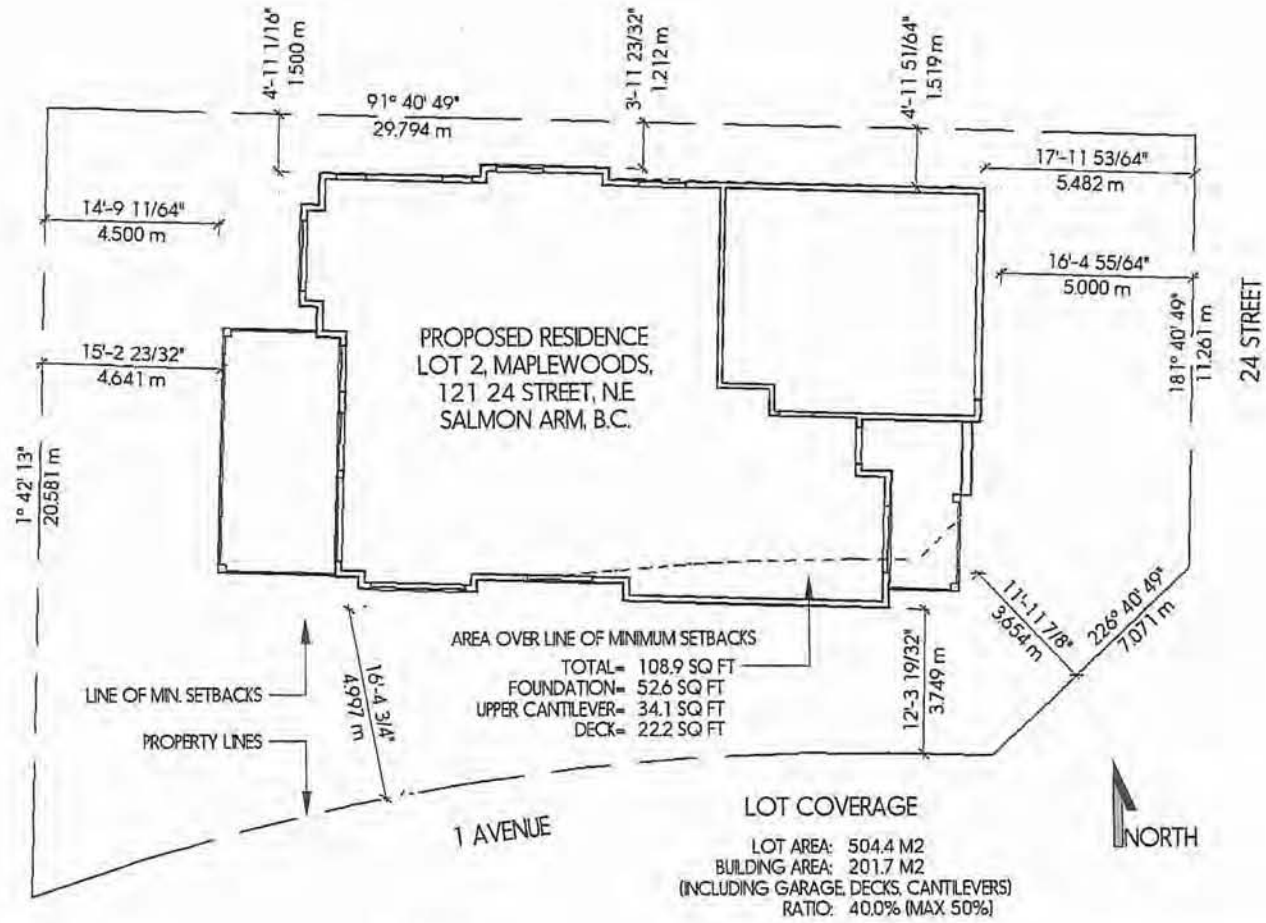 4'-11 1/16"
1.500 m
91° 40' 49"
29.794 m
3'-11 23/32"
1.212 m
4'-11 51/64"
1.519 m
17'-11 53/64"
5.482 m
14'-9 11/64"
4.500 m
16'-4 55/64"
5.000 m
181° 40' 49"
11.261 m
24 STREET
PROPOSED RESIDENCE
LOT 2, MAPLEWOODS,
121 24 STREET, N.E
SALMON ARM, B.C.
15'-2 23/32"
4.641 m
1° 42' 13"
20.581 m
11'-11 7/8"
3.654 m
226° 40' 49"
7.071 m
AREA OVER LINE OF MINIMUM SETBACKS
TOTAL= 108.9 SQ FT
FOUNDATION= 52.6 SQ FT
UPPER CANTILEVER= 34.1 SQ FT
DECK= 22.2 SQ FT
12'-3 19/32"
3.749 m
16'-4 3/4"
4.997 m
LINE OF MIN. SETBACKS
PROPERTY LINES
1 AVENUE
LOT COVERAGE
LOT AREA: 504.4 M2
BUILDING AREA: 201.7 M2
(INCLUDING GARAGE, DECKS, CANTILEVERS)
RATIO: 40.0% (MAX 50%)
NORTH